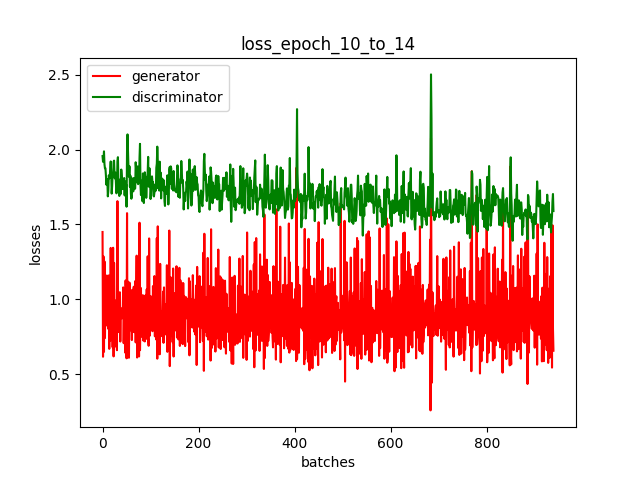 loss_epoch_10_to_14
generator
discriminator
2.5
2.0
1.5
1.0
0.5
losses
0 200 400 600 800
batches